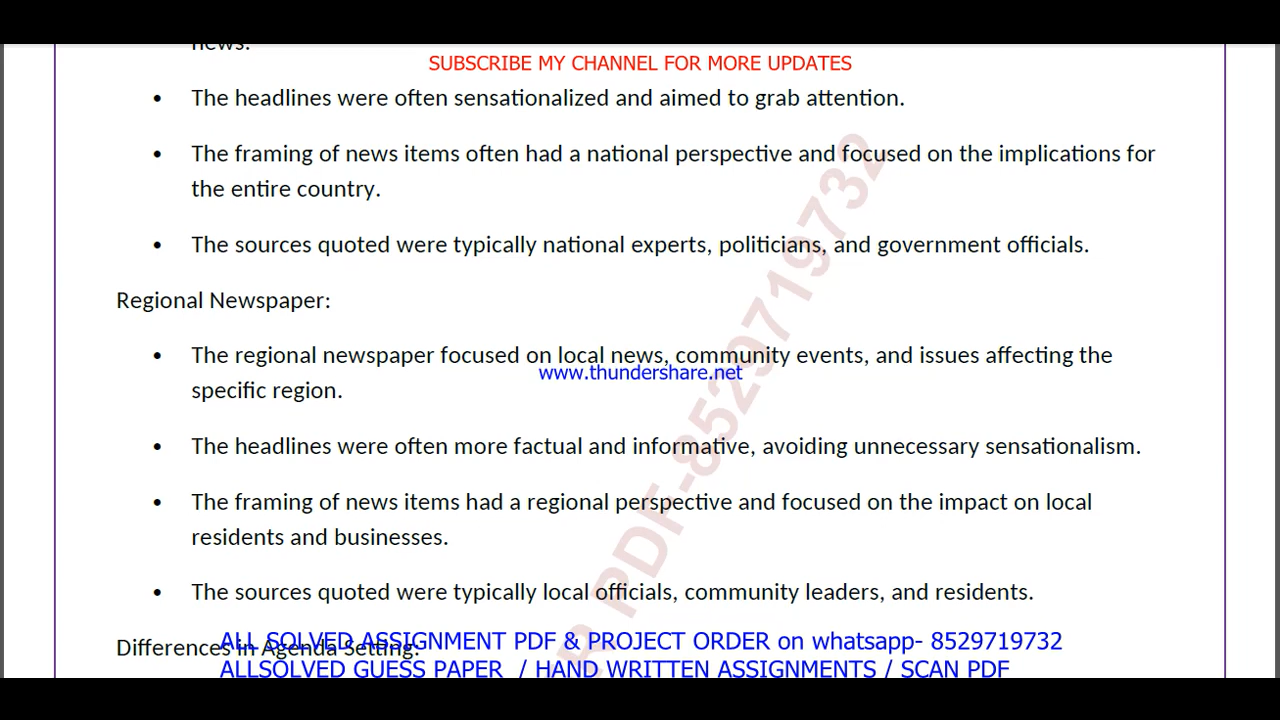 news.
SUBSCRIBE MY CHANNEL FOR MORE UPDATES
• The headlines were often sensationalized and aimed to grab attention.
• The framing of news items often had a national perspective and focused on the implications for
the entire country.
• The sources quoted were typically national experts, politicians, and government officials.
Regional Newspaper:
• The regional newspaper focused on local news, community events, and issues affecting the
www.thundershare.net
specific region.
• The headlines were often more factual and informative, avoiding unnecessary sensationalism.
• The framing of news items had a regional perspective and focused on the impact on local
residents and businesses.
• The sources quoted were typically local officials, community leaders, and residents.
Differences in Agenda Setting:
ALL SOLVED ASSIGNMENT PDF & PROJECT ORDER on whatsapp- 8529719732
ALLSOLVED GUESS PAPER / HAND WRITTEN ASSIGNMENTS / SCAN PDF
R PDF-8529719732